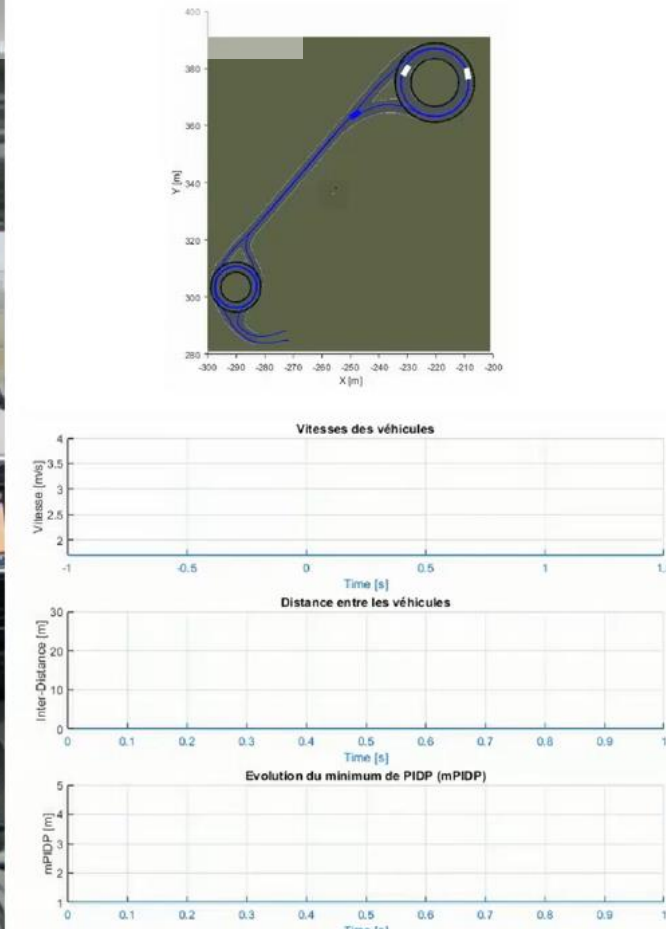 400
380
360
340
320
300
280
Y [m]
-300 -290 -280 -270 -260 -250 -240 -230 -220 -210 -200
X [m]
Vitesses des véhicules
4
3.5
3
2.5
2
Vitesse [m/s]
-1 -0.5 0 0.5 1 1.
Time [s]
Distance entre les véhicules
30
20
10
0
Inter-Distance [m]
0 0.1 0.2 0.3 0.4 0.5 0.6 0.7 0.8 0.9 1
Time [s]
Evolution du minimum de PIDP (mPIDP)
5
4
3
2
1
mPIDP [m]
0 0.1 0.2 0.3 0.4 0.5 0.6 0.7 0.8 0.9 1
Time [s]